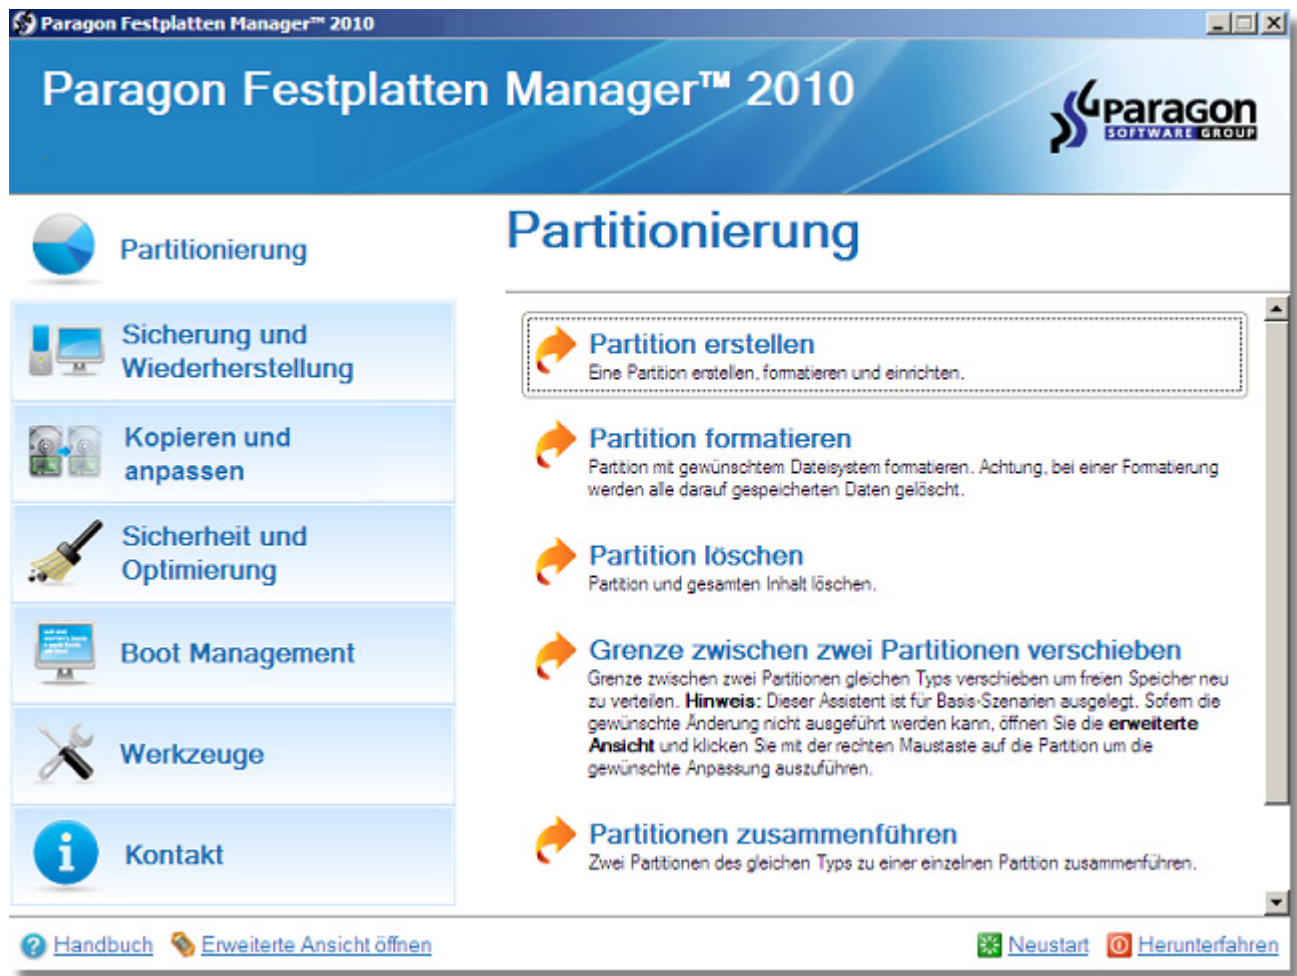 Paragon Festplatten Manager™ 2010
Paragon Festplatten Manager™ 2010
Paragon
SOFTWARE GROUP
Partitionierung
Sicherung und
Wiederherstellung
Kopieren und
anpassen
Sicherheit und
Optimierung
Boot Management
Werkzeuge
Kontakt
Partitionierung
Partition erstellen
Eine Partition erstellen, formatieren und einrichten.
Partition formatieren
Partition mit gewünschtem Dateisystem formatieren. Achtung, bei einer Formatierung
werden alle darauf gespeicherten Daten gelöscht.
Partition löschen
Partition und gesamten Inhalt löschen.
Grenze zwischen zwei Partitionen verschieben
Grenze zwischen zwei Partitionen gleichen Typs verschieben um freien Speicher neu
zu verteilen. Hinweis: Dieser Assistent ist für Basis-Szenarien ausgelegt. Sofern die
gewünschte Änderung nicht ausgeführt werden kann, öffnen Sie die erweiterte
Ansicht und klicken Sie mit der rechten Maustaste auf die Partition um die
gewünschte Anpassung auszuführen.
Partitionen zusammenführen
Zwei Partitionen des gleichen Typs zu einer einzelnen Partition zusammenführen.
Handbuch
Erweiterte Ansicht öffnen
Neustart
Herunterfahren